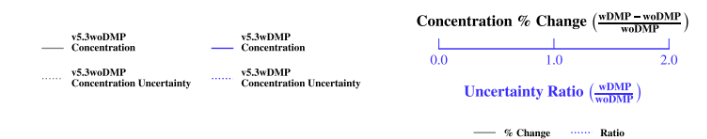 v5.3woDMP
Concentration
v5.3wDMP
Concentration
v5.3woDMP
Concentration Uncertainty
v5.3wDMP
Concentration Uncertainty
Concentration % Change (wDMP − woDMP / woDMP)
0.0 1.0 2.0
Uncertainty Ratio (wDMP / woDMP)
% Change Ratio